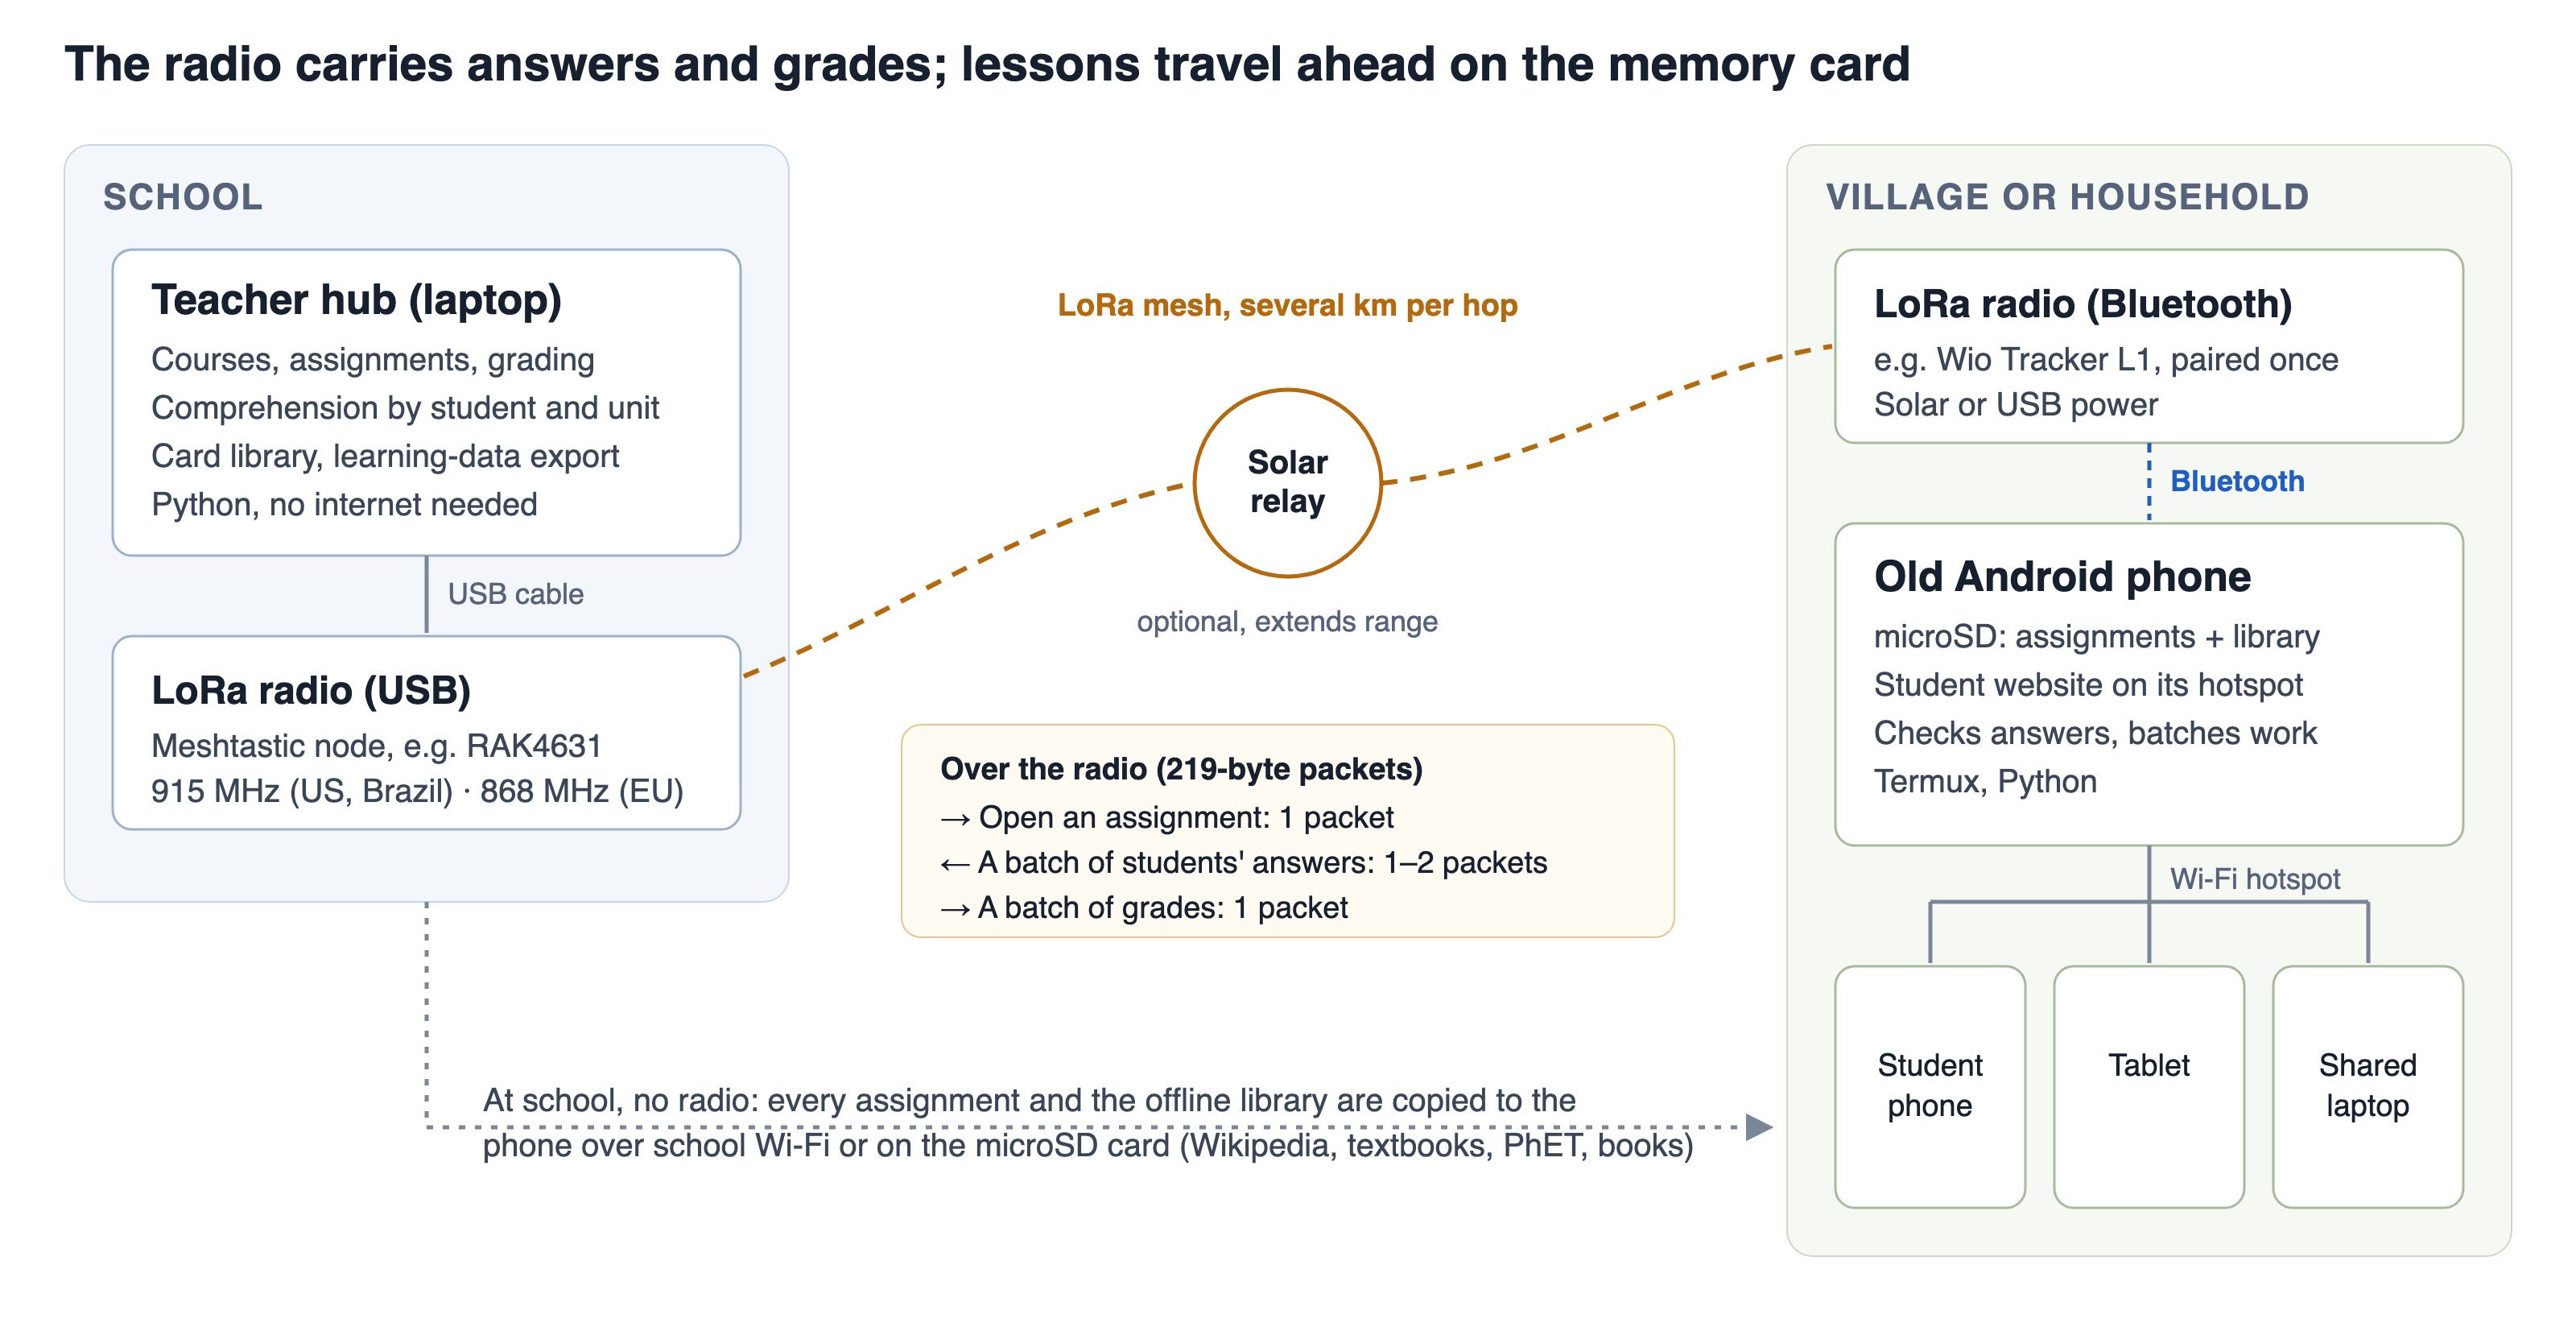 The radio carries answers and grades; lessons travel ahead on the memory card
SCHOOL
Teacher hub (laptop)
Courses, assignments, grading
Comprehension by student and unit
Card library, learning-data export
Python, no internet needed
USB cable
LoRa radio (USB)
Meshtastic node, e.g. RAK4631
915 MHz (US, Brazil) · 868 MHz (EU)
LoRa mesh, several km per hop
Solar
relay
optional, extends range
Over the radio (219-byte packets)
→ Open an assignment: 1 packet
← A batch of students' answers: 1–2 packets
→ A batch of grades: 1 packet
At school, no radio: every assignment and the offline library are copied to the
phone over school Wi-Fi or on the microSD card (Wikipedia, textbooks, PhET, books)
VILLAGE OR HOUSEHOLD
LoRa radio (Bluetooth)
e.g. Wio Tracker L1, paired once
Solar or USB power
Bluetooth
Old Android phone
microSD: assignments + library
Student website on its hotspot
Checks answers, batches work
Termux, Python
Wi-Fi hotspot
Student
phone
Tablet
Shared
laptop